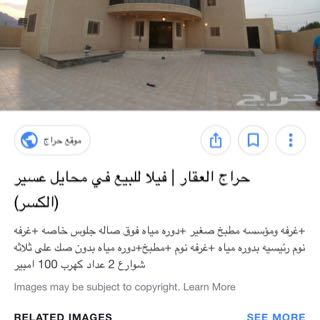 حراج
موقع حراج
حراج العقار | فيلا للبيع في محايل عسير
(الكسر)
+غرفه ومؤسسه مطبخ صغير +دوره مياه فوق صاله جلوس خاصه +غرفه
نوم رئيسيه بدوره مياه +غرفه نوم +مطبخ+دوره مياه بدون صك على ثلاثه
شوارع 2 عداد كهرب 100 امبير
Images may be subject to copyright. Learn More
RELATED IMAGES
SEE MORE